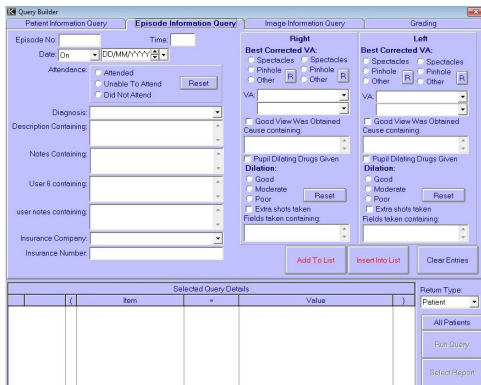 Query Builder
Patient Information Query Episode Information Query Image Information Query Grading
Episode No: Time:
Date: On DD/MM/YYYY
Attendence: Attended
Unable To Attend
Did Not Attend
Reset
Diagnosis:
Description Containing:
Notes Containing:
User 6 containing:
user notes containing:
Insurance Company:
Insurance Number:
Right
Best Corrected VA:
Spectacles Spectacles
Pinhole Pinhole
Other R Other R
VA:
Good View Was Obtained
Cause containing:
Pupil Dilating Drugs Given
Dilation:
Good
Moderate
Poor
Reset
Extra shots taken
Fields taken containing:
Left
Best Corrected VA:
Spectacles Spectacles
Pinhole Pinhole
Other R Other R
VA:
Good View Was Obtained
Cause containing:
Pupil Dilating Drugs Given
Dilation:
Good
Moderate
Poor
Reset
Extra shots taken
Fields taken containing:
Add To List Insert Into List Clear Entries
Selected Query Details
( Item = Value )
Return Type:
Patient
All Patients
Run Query
Select Report